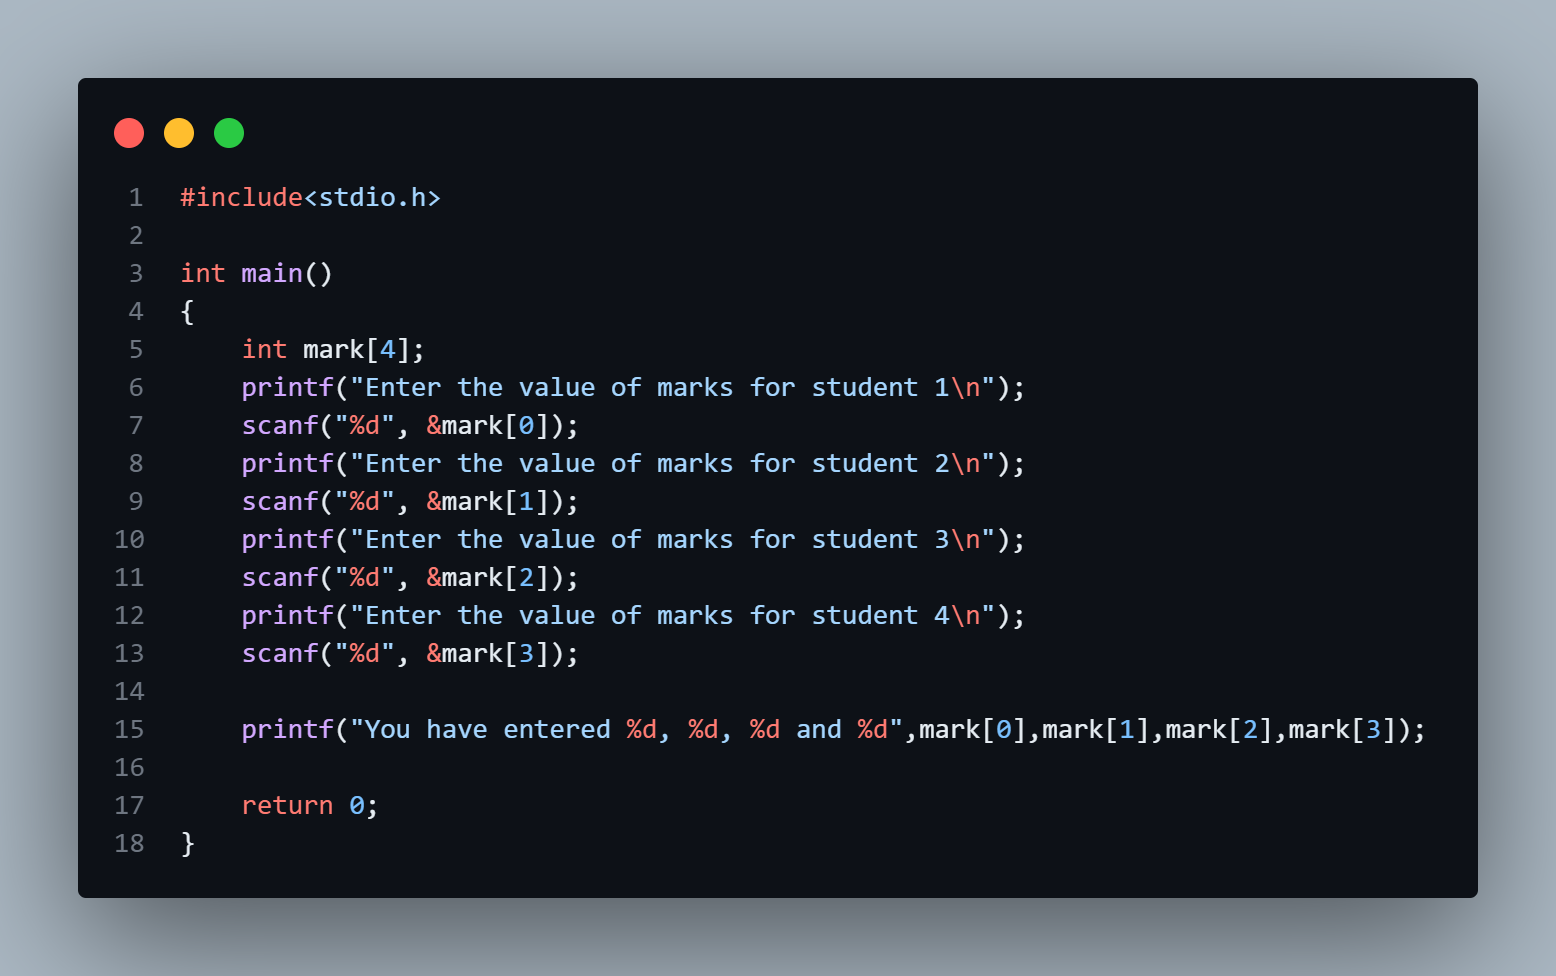 1 #include<stdio.h>
2
3 int main()
4 {
5     int mark[4];
6     printf("Enter the value of marks for student 1\n");
7     scanf("%d", &mark[0]);
8     printf("Enter the value of marks for student 2\n");
9     scanf("%d", &mark[1]);
10     printf("Enter the value of marks for student 3\n");
11     scanf("%d", &mark[2]);
12     printf("Enter the value of marks for student 4\n");
13     scanf("%d", &mark[3]);
14
15     printf("You have entered %d, %d, %d and %d",mark[0],mark[1],mark[2],mark[3]);
16
17     return 0;
18 }